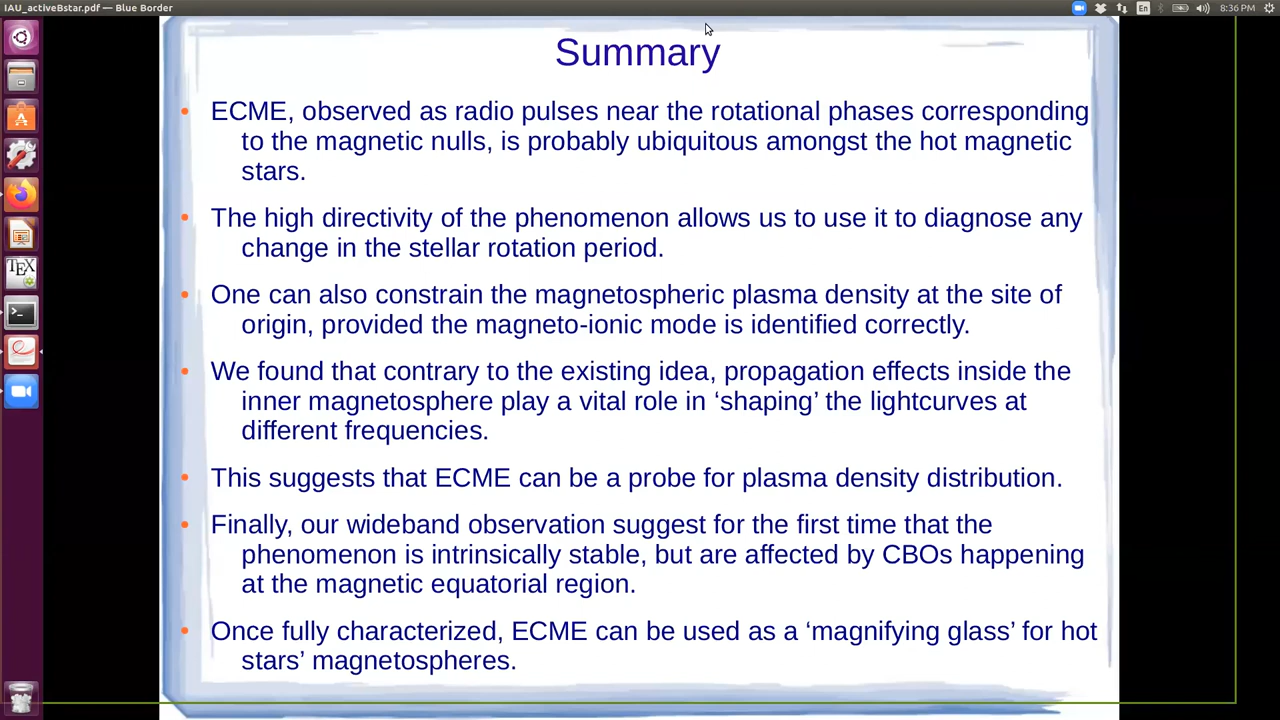 IAU_activeBstar.pdf — Blue Border
En
8:36 PM
Summary
ECME, observed as radio pulses near the rotational phases corresponding
to the magnetic nulls, is probably ubiquitous amongst the hot magnetic
stars.
The high directivity of the phenomenon allows us to use it to diagnose any
change in the stellar rotation period.
One can also constrain the magnetospheric plasma density at the site of
origin, provided the magneto-ionic mode is identified correctly.
We found that contrary to the existing idea, propagation effects inside the
inner magnetosphere play a vital role in ‘shaping’ the lightcurves at
different frequencies.
This suggests that ECME can be a probe for plasma density distribution.
Finally, our wideband observation suggest for the first time that the
phenomenon is intrinsically stable, but are affected by CBOs happening
at the magnetic equatorial region.
Once fully characterized, ECME can be used as a ‘magnifying glass’ for hot
stars’ magnetospheres.
TEX